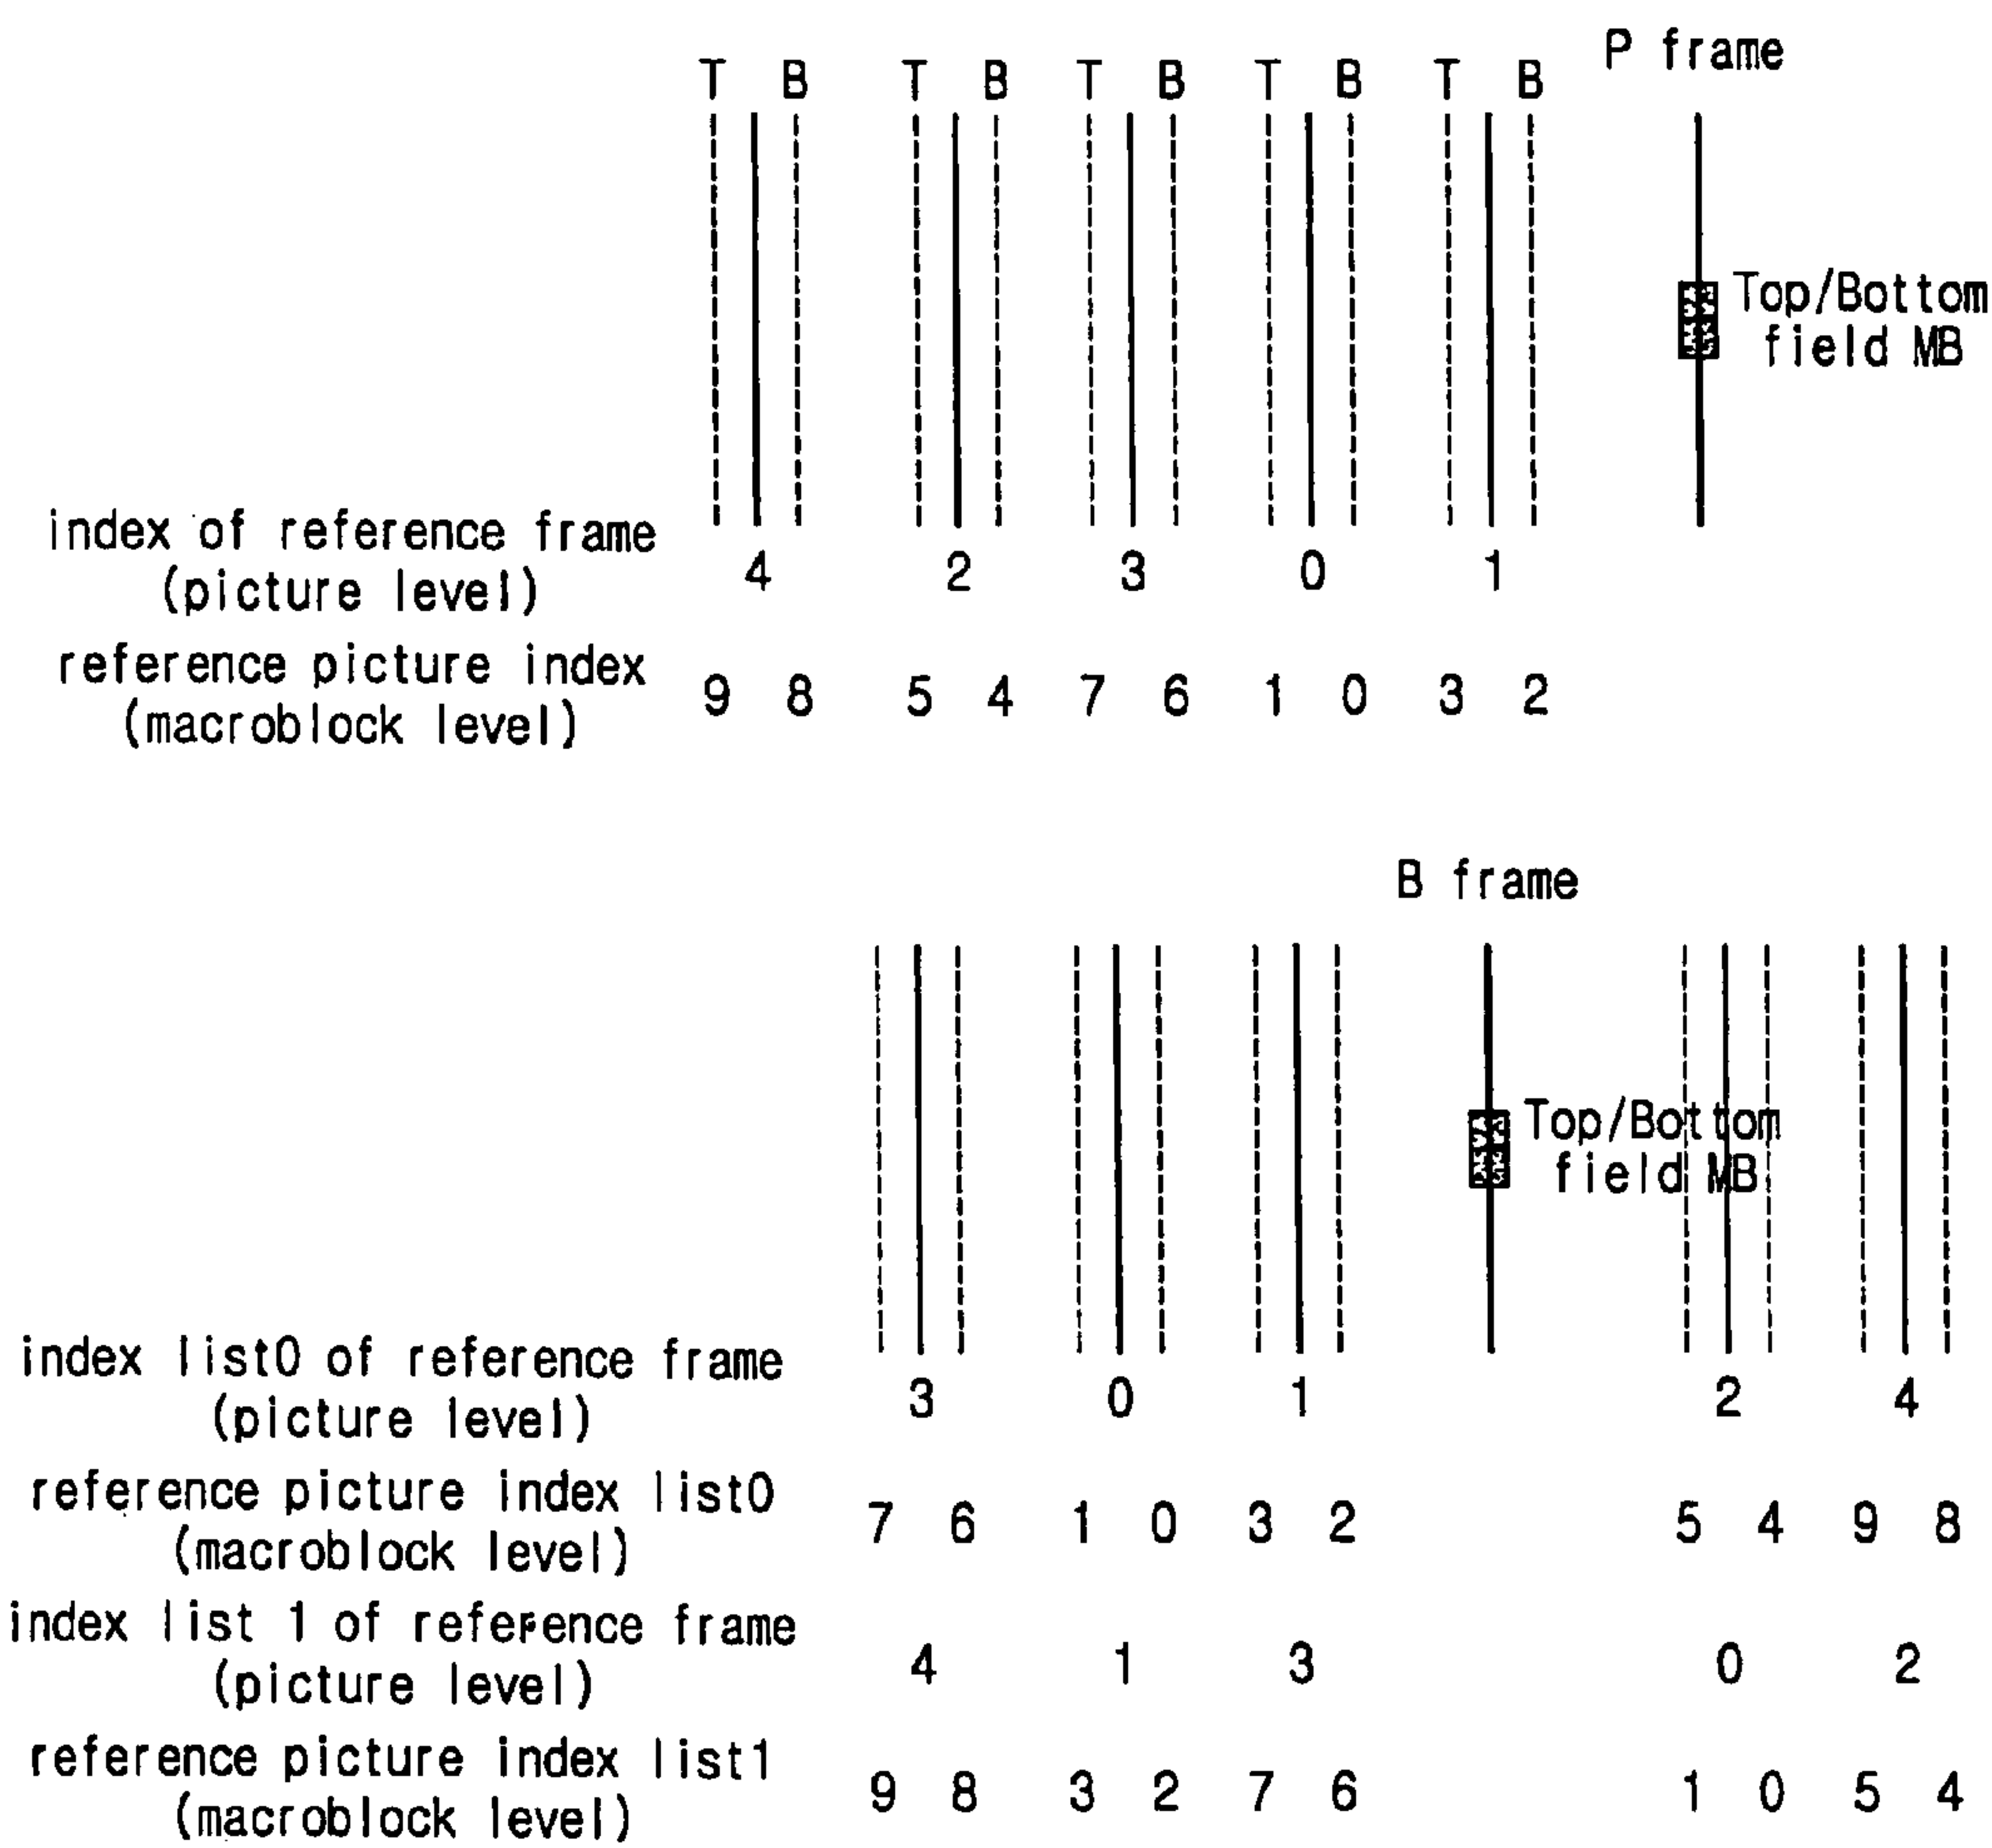 P frame
T B T B T B T B T B
Top/Bottom
field MB
index of reference frame
(picture level)
4 2 3 0 1
reference picture index
(macroblock level)
9 8 5 4 7 6 1 0 3 2
B frame
Top/Bottom
field MB
index list0 of reference frame
(picture level)
3 0 1 2 4
reference picture index list0
(macroblock level)
7 6 1 0 3 2 5 4 9 8
index list 1 of reference frame
(picture level)
4 1 3 0 2
reference picture index list1
(macroblock level)
9 8 3 2 7 6 1 0 5 4